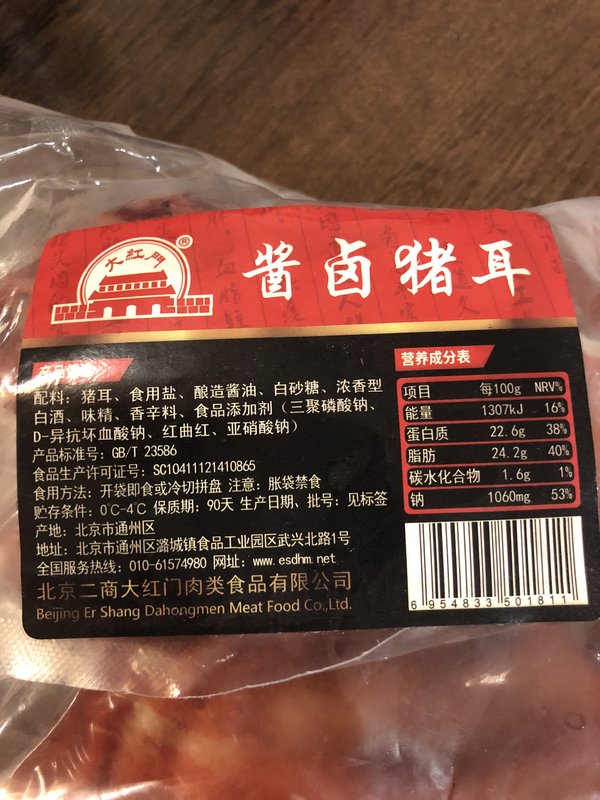 大红门®
酱卤猪耳
配料：猪耳、食用盐、酿造酱油、白砂糖、浓香型
白酒、味精、香辛料、食品添加剂（三聚磷酸钠、
D-异抗坏血酸钠、红曲红、亚硝酸钠）
产品标准号：GB/T 23586
食品生产许可证号：SC10411121410865
食用方法：开袋即食或冷切拼盘 注意：胀袋禁食
贮存条件：0℃-4℃ 保质期：90天 生产日期、批号：见标签
产地：北京市通州区
地址：北京市通州区潞城镇食品工业园区武兴北路1号
全国服务热线：010-61574980 网址：www.esdhm.net
北京二商大红门肉类食品有限公司
Beijing Er Shang Dahongmen Meat Food Co.,Ltd.
营养成分表
项目 每100g NRV%
能量 1307kJ 16%
蛋白质 22.6g 38%
脂肪 24.2g 40%
碳水化合物 1.6g 1%
钠 1060mg 53%
6 954833 501811